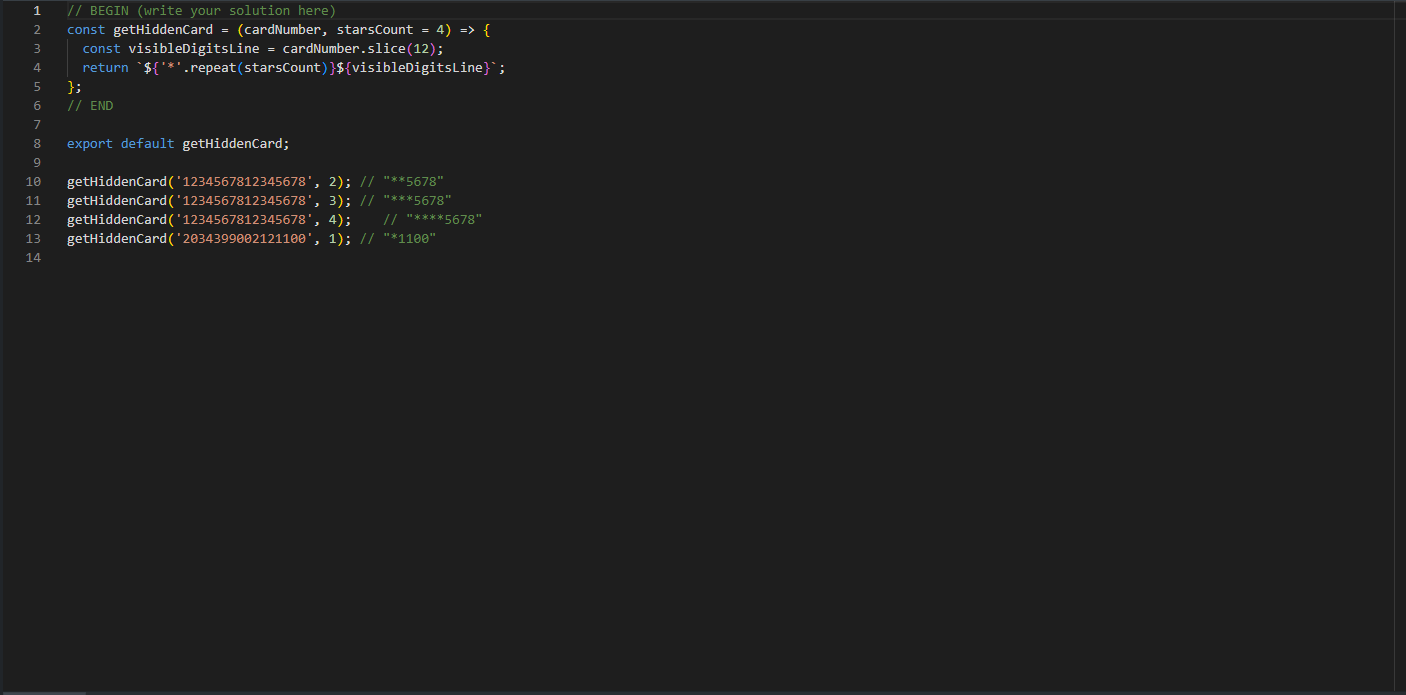 1 // BEGIN (write your solution here)
2 const getHiddenCard = (cardNumber, starsCount = 4) => {
3   const visibleDigitsLine = cardNumber.slice(12);
4   return `${'*'.repeat(starsCount)}${visibleDigitsLine}`;
5 };
6 // END
7
8 export default getHiddenCard;
9
10 getHiddenCard('1234567812345678', 2); // "**5678"
11 getHiddenCard('1234567812345678', 3); // "***5678"
12 getHiddenCard('1234567812345678', 4);    // "****5678"
13 getHiddenCard('2034399002121100', 1); // "*1100"
14